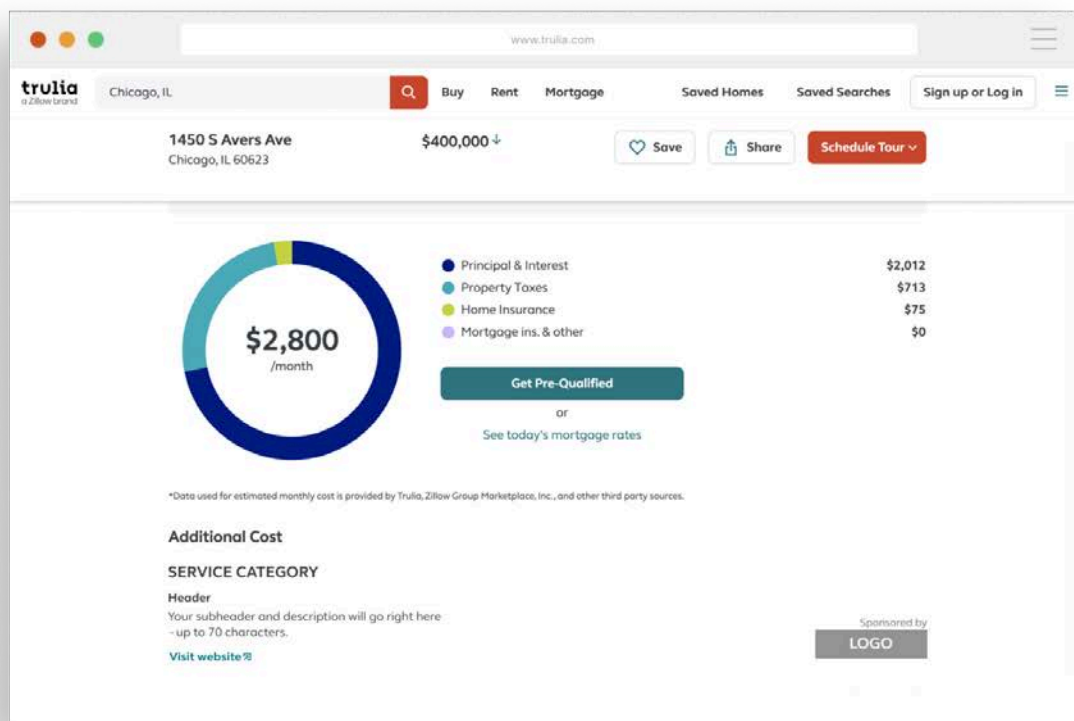 www.trulia.com
trulia
a Zillow brand
Chicago, IL
Buy Rent Mortgage Saved Homes Saved Searches Sign up or Log in
1450 S Avers Ave
Chicago, IL 60623
$400,000
Save
Share
Schedule Tour
$2,800
/month
Principal & Interest $2,012
Property Taxes $713
Home Insurance $75
Mortgage ins. & other $0
Get Pre-Qualified
or
See today's mortgage rates
*Data used for estimated monthly cost is provided by Trulia, Zillow Group Marketplace, Inc., and other third party sources.
Additional Cost
SERVICE CATEGORY
Header
Your subheader and description will go right here
- up to 70 characters.
Visit website
Sponsored by
LOGO